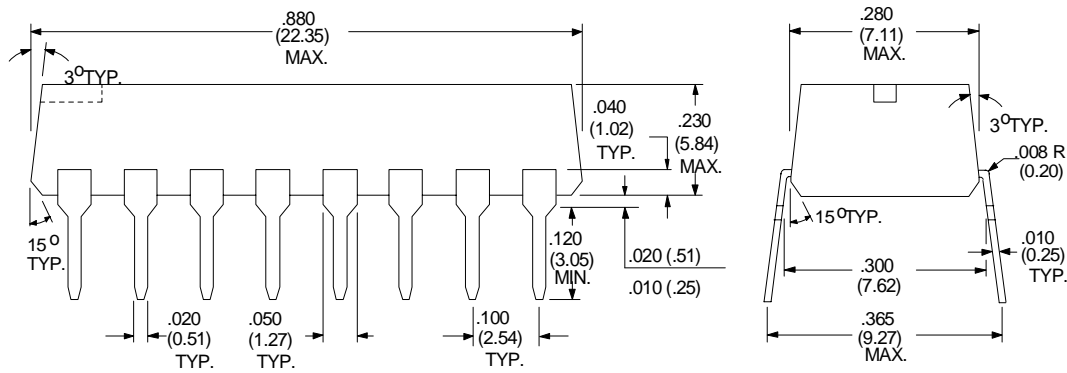 .880
(22.35)
MAX.
3°TYP.
.040
(1.02)
TYP.
.230
(5.84)
MAX.
15°
TYP.
.120
(3.05)
MIN.
.020 (.51)
.010 (.25)
.020
(0.51)
TYP.
.050
(1.27)
TYP.
.100
(2.54)
TYP.
.280
(7.11)
MAX.
3°TYP.
.008 R
(0.20)
15°TYP.
.010
(0.25)
TYP.
.300
(7.62)
.365
(9.27)
MAX.